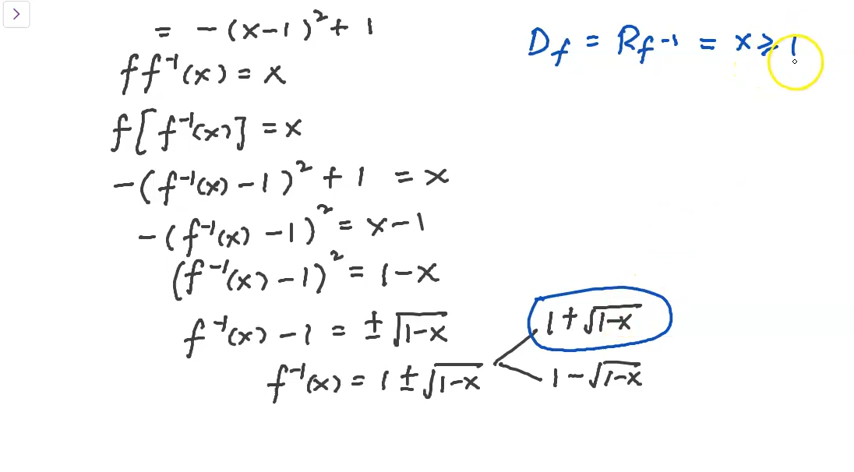 = -(x-1)² + 1
D_f = R_f⁻¹ = x ⩾ 1
f f⁻¹(x) = x
f[f⁻¹(x)] = x
-(f⁻¹(x) - 1)² + 1 = x
-(f⁻¹(x) - 1)² = x - 1
(f⁻¹(x) - 1)² = 1 - x
f⁻¹(x) - 1 = ± √(1-x)
1 + √(1-x)
f⁻¹(x) = 1 ± √(1-x)
1 - √(1-x)